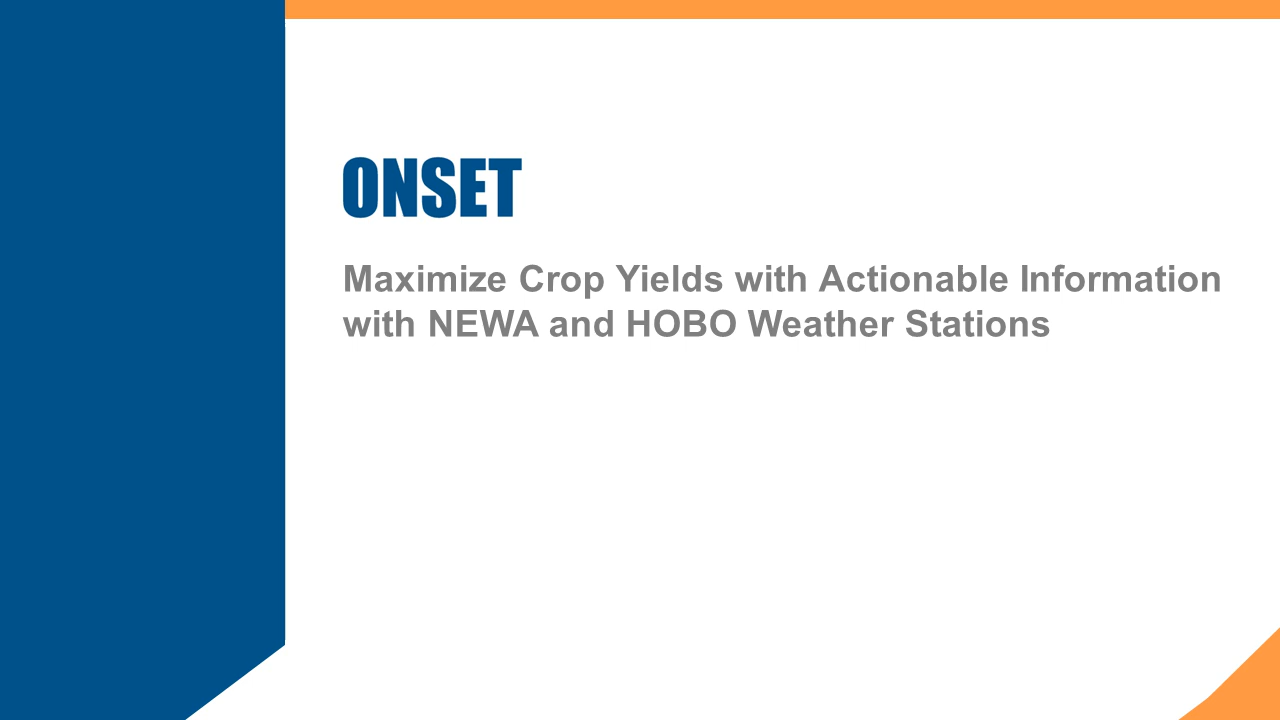 ONSET
Maximize Crop Yields with Actionable Information
with NEWA and HOBO Weather Stations